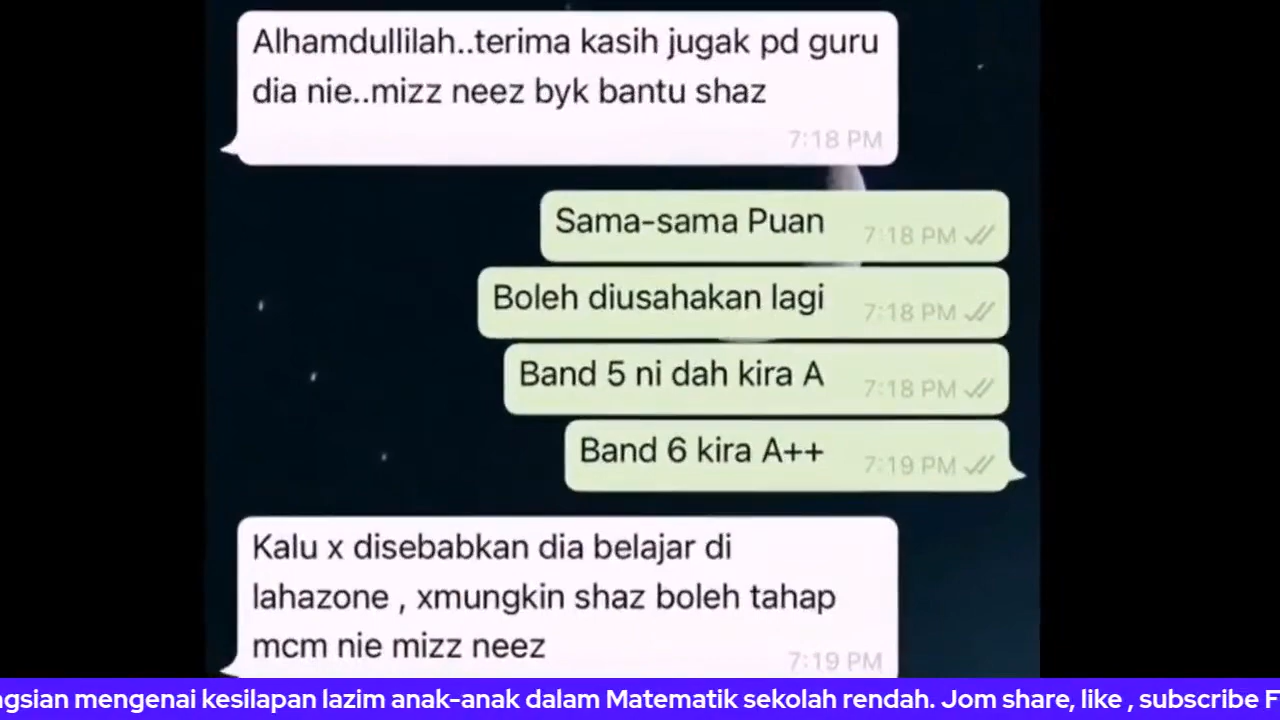 Alhamdullilah..terima kasih jugak pd guru
dia nie..mizz neez byk bantu shaz
7:18 PM
Sama-sama Puan 7:18 PM
Boleh diusahakan lagi 7:18 PM
Band 5 ni dah kira A 7:18 PM
Band 6 kira A++ 7:19 PM
Kalu x disebabkan dia belajar di
lahazone , xmungkin shaz boleh tahap
mcm nie mizz neez
7:19 PM
mengenai kesilapan lazim anak-anak dalam Matematik sekolah rendah. Jom share, like , subscribe